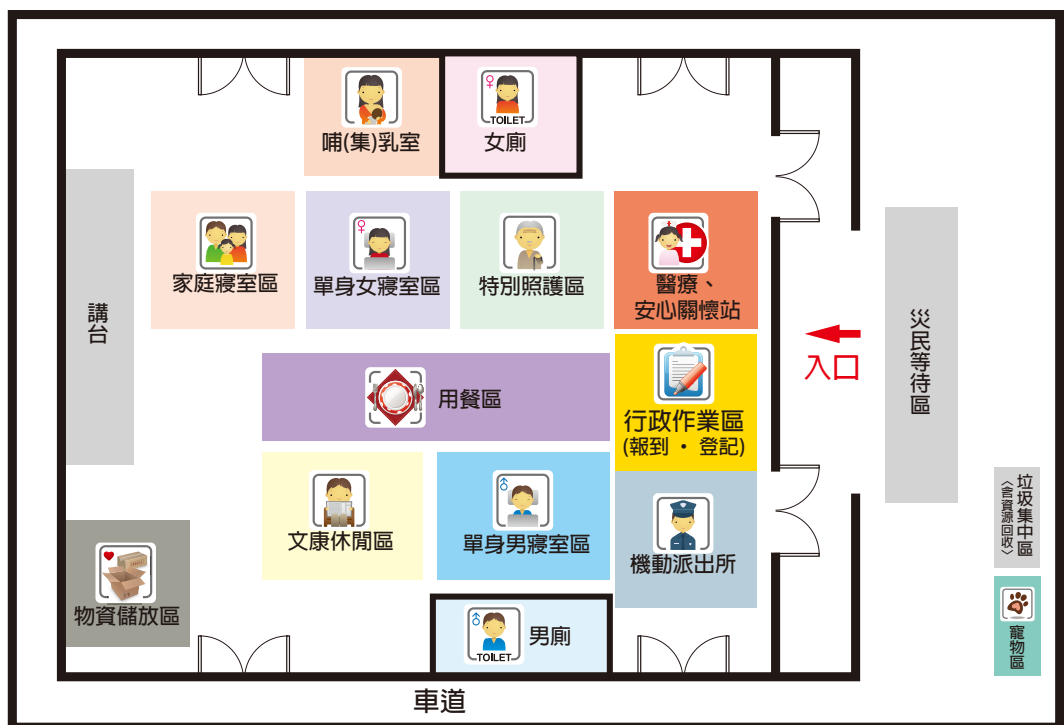 哺(集)乳室
TOILET
女廁
家庭寢室區
單身女寢室區
特別照護區
醫療、
安心關懷站
講台
入口
災民等待區
用餐區
行政作業區
(報到 ・ 登記)
文康休閒區
單身男寢室區
機動派出所
垃圾集中區
〈含資源回收〉
物資儲放區
TOILET
男廁
寵物區
車道